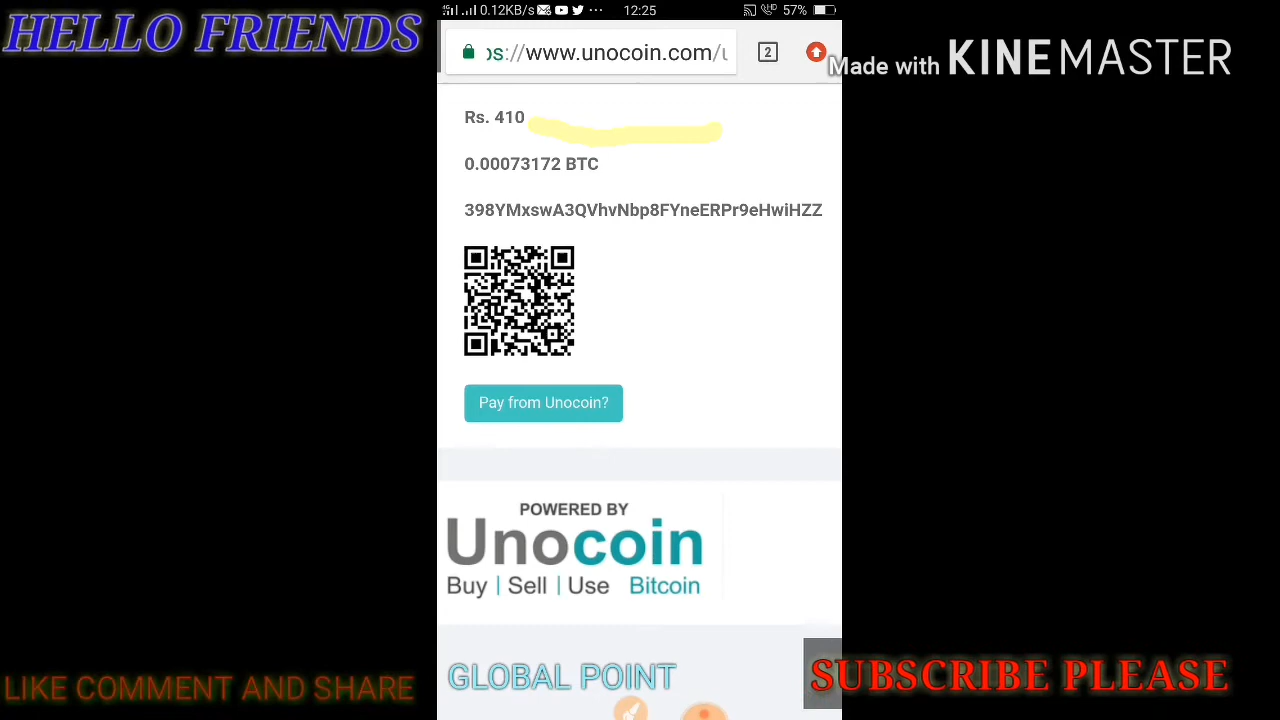 HELLO FRIENDS
0.12KB/s 12:25 57%
https://www.unocoin.com/u
2
Made with KINEMASTER
Rs. 410
0.00073172 BTC
398YMxswA3QVhvNbp8FYneERPr9eHwiHZZ
Pay from Unocoin?
POWERED BY
Unocoin
Buy | Sell | Use Bitcoin
GLOBAL POINT
LIKE COMMENT AND SHARE
SUBSCRIBE PLEASE